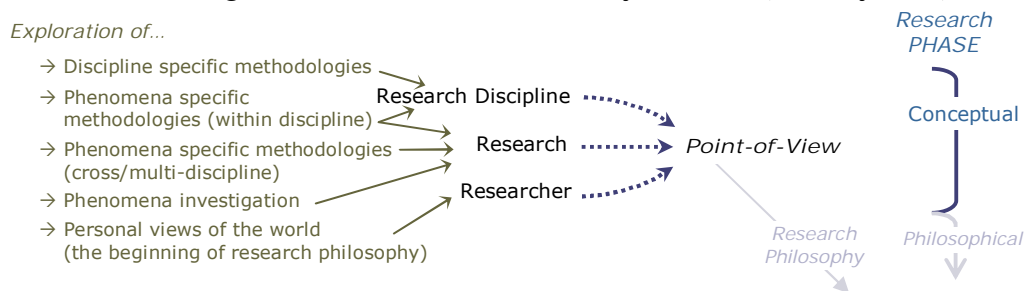 Exploration of...
→ Discipline specific methodologies
→ Phenomena specific
methodologies (within discipline)
→ Phenomena specific methodologies
(cross/multi-discipline)
→ Phenomena investigation
→ Personal views of the world
(the beginning of research philosophy)
Research Discipline
Research
Researcher
Point-of-View
Research
Philosophy
Research
PHASE
Conceptual
Philosophical